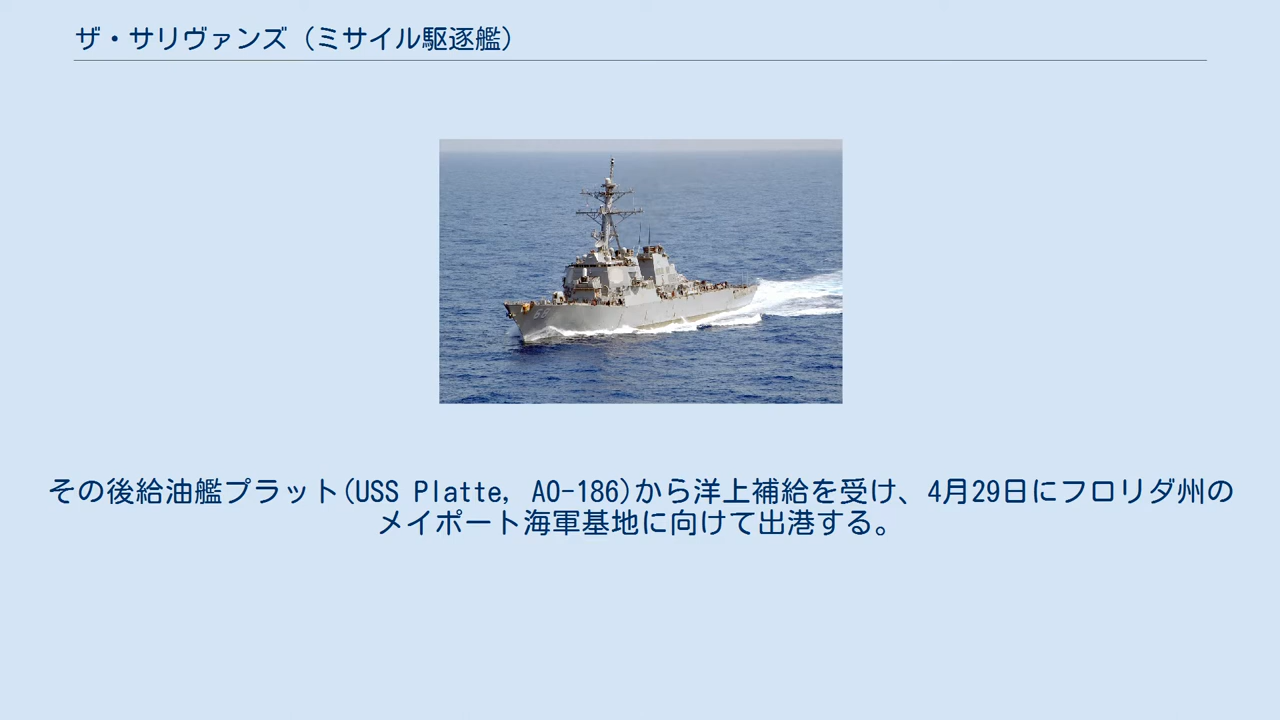 ザ・サリヴァンズ（ミサイル駆逐艦）
68
その後給油艦プラット(USS Platte, AO-186)から洋上補給を受け、4月29日にフロリダ州の
メイポート海軍基地に向けて出港する。